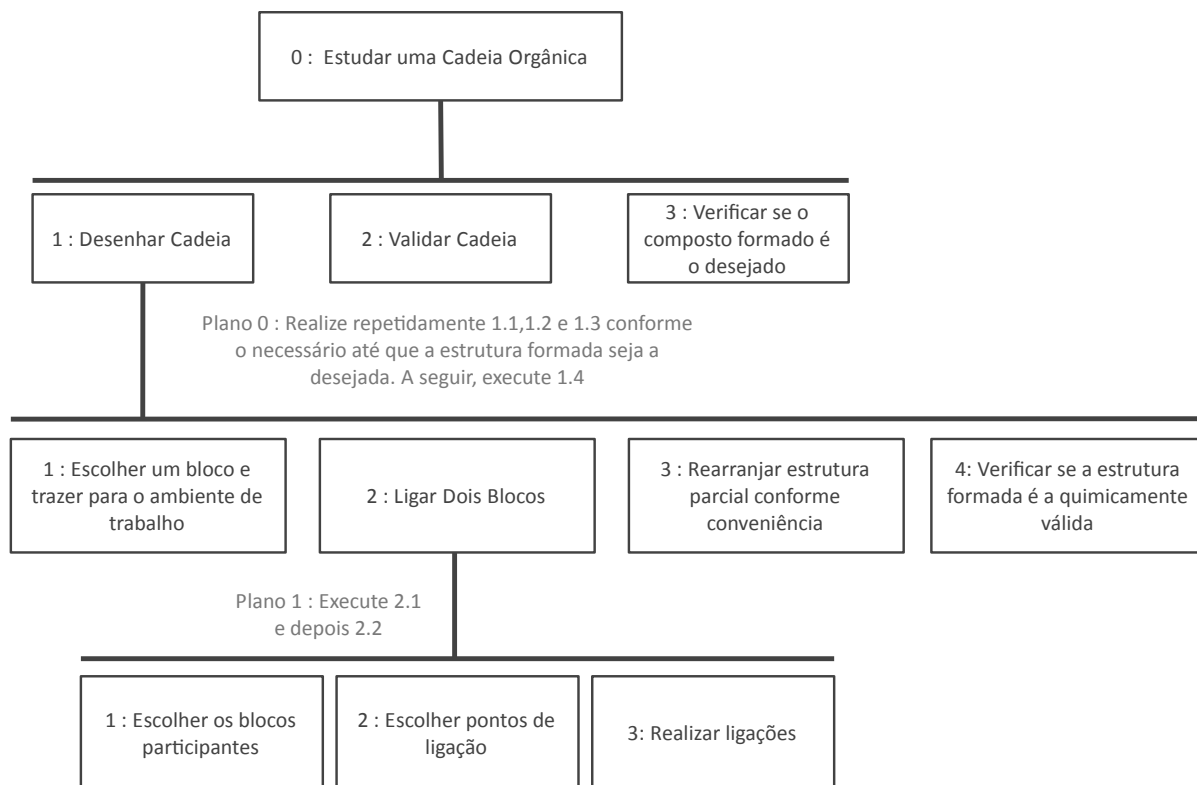 0 : Estudar uma Cadeia Orgânica
1 : Desenhar Cadeia
2 : Validar Cadeia
3 : Verificar se o
composto formado é
o desejado
Plano 0 : Realize repetidamente 1.1,1.2 e 1.3 conforme
o necessário até que a estrutura formada seja a
desejada. A seguir, execute 1.4
1 : Escolher um bloco e
trazer para o ambiente de
trabalho
2 : Ligar Dois Blocos
3 : Rearranjar estrutura
parcial conforme
conveniência
4: Verificar se a estrutura
formada é a quimicamente
válida
Plano 1 : Execute 2.1
e depois 2.2
1 : Escolher os blocos
participantes
2 : Escolher pontos de
ligação
3: Realizar ligações